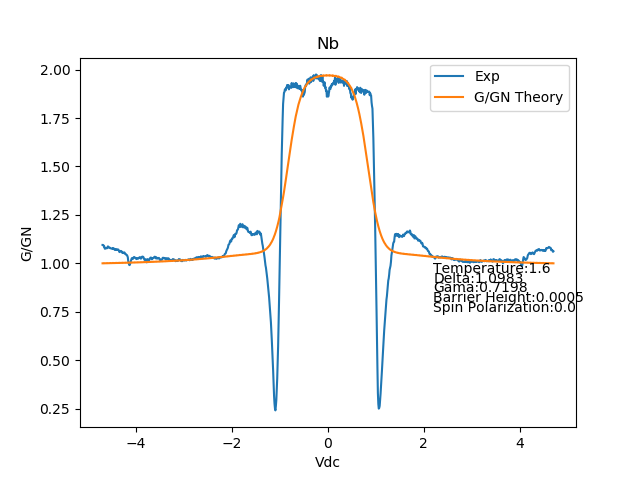 Nb
Exp
G/GN Theory
2.00
1.75
1.50
1.25
1.00
0.75
0.50
0.25
G/GN
Temperature:1.6
Delta:1.0983
Gama:0.7198
Barrier Height:0.0005
Spin Polarization:0.0
−4
−2
0
2
4
Vdc